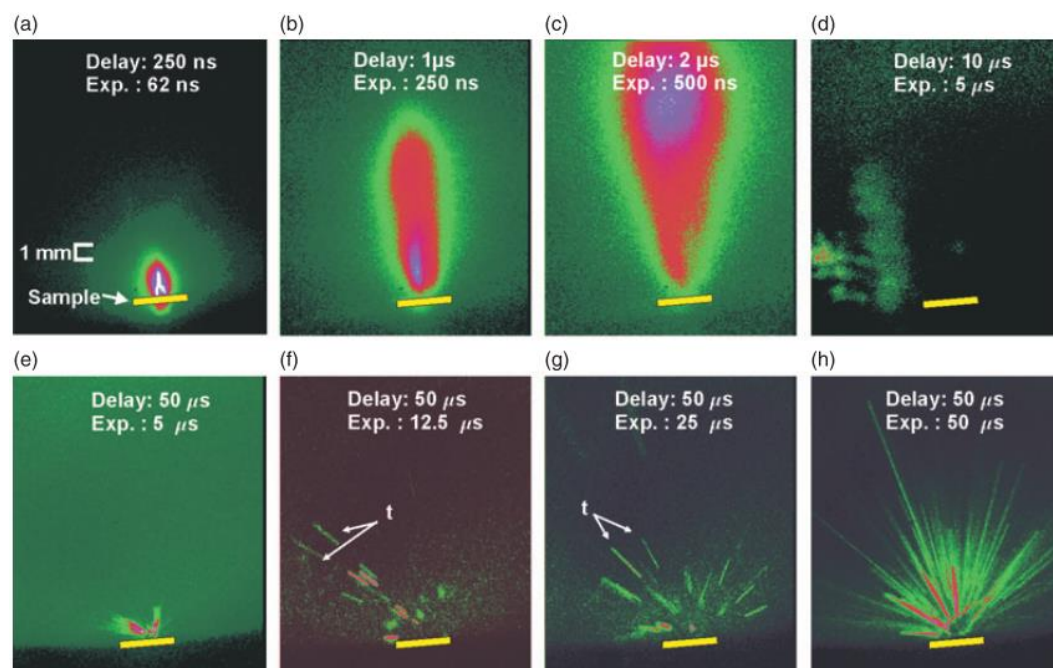 (a)
Delay: 250 ns
Exp. : 62 ns
1 mm
Sample
(b)
Delay: 1μs
Exp. : 250 ns
(c)
Delay: 2 μs
Exp. : 500 ns
(d)
Delay: 10 μs
Exp. : 5 μs
(e)
Delay: 50 μs
Exp. : 5 μs
(f)
Delay: 50 μs
Exp. : 12.5 μs
t
(g)
Delay: 50 μs
Exp. : 25 μs
t
(h)
Delay: 50 μs
Exp. : 50 μs